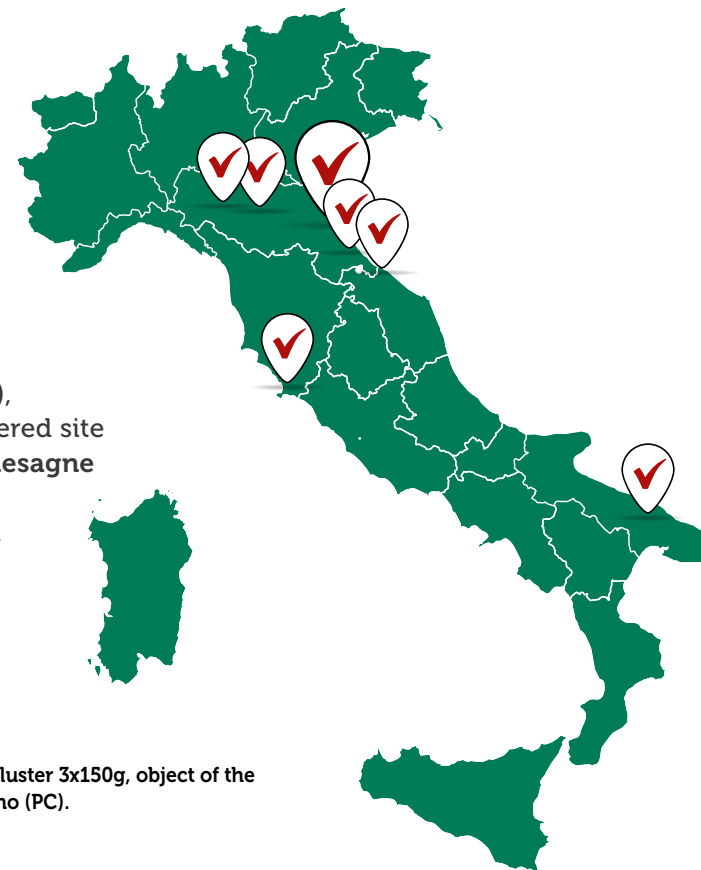 ),
ered site
esagne
luster 3x150g, object of the
no (PC).